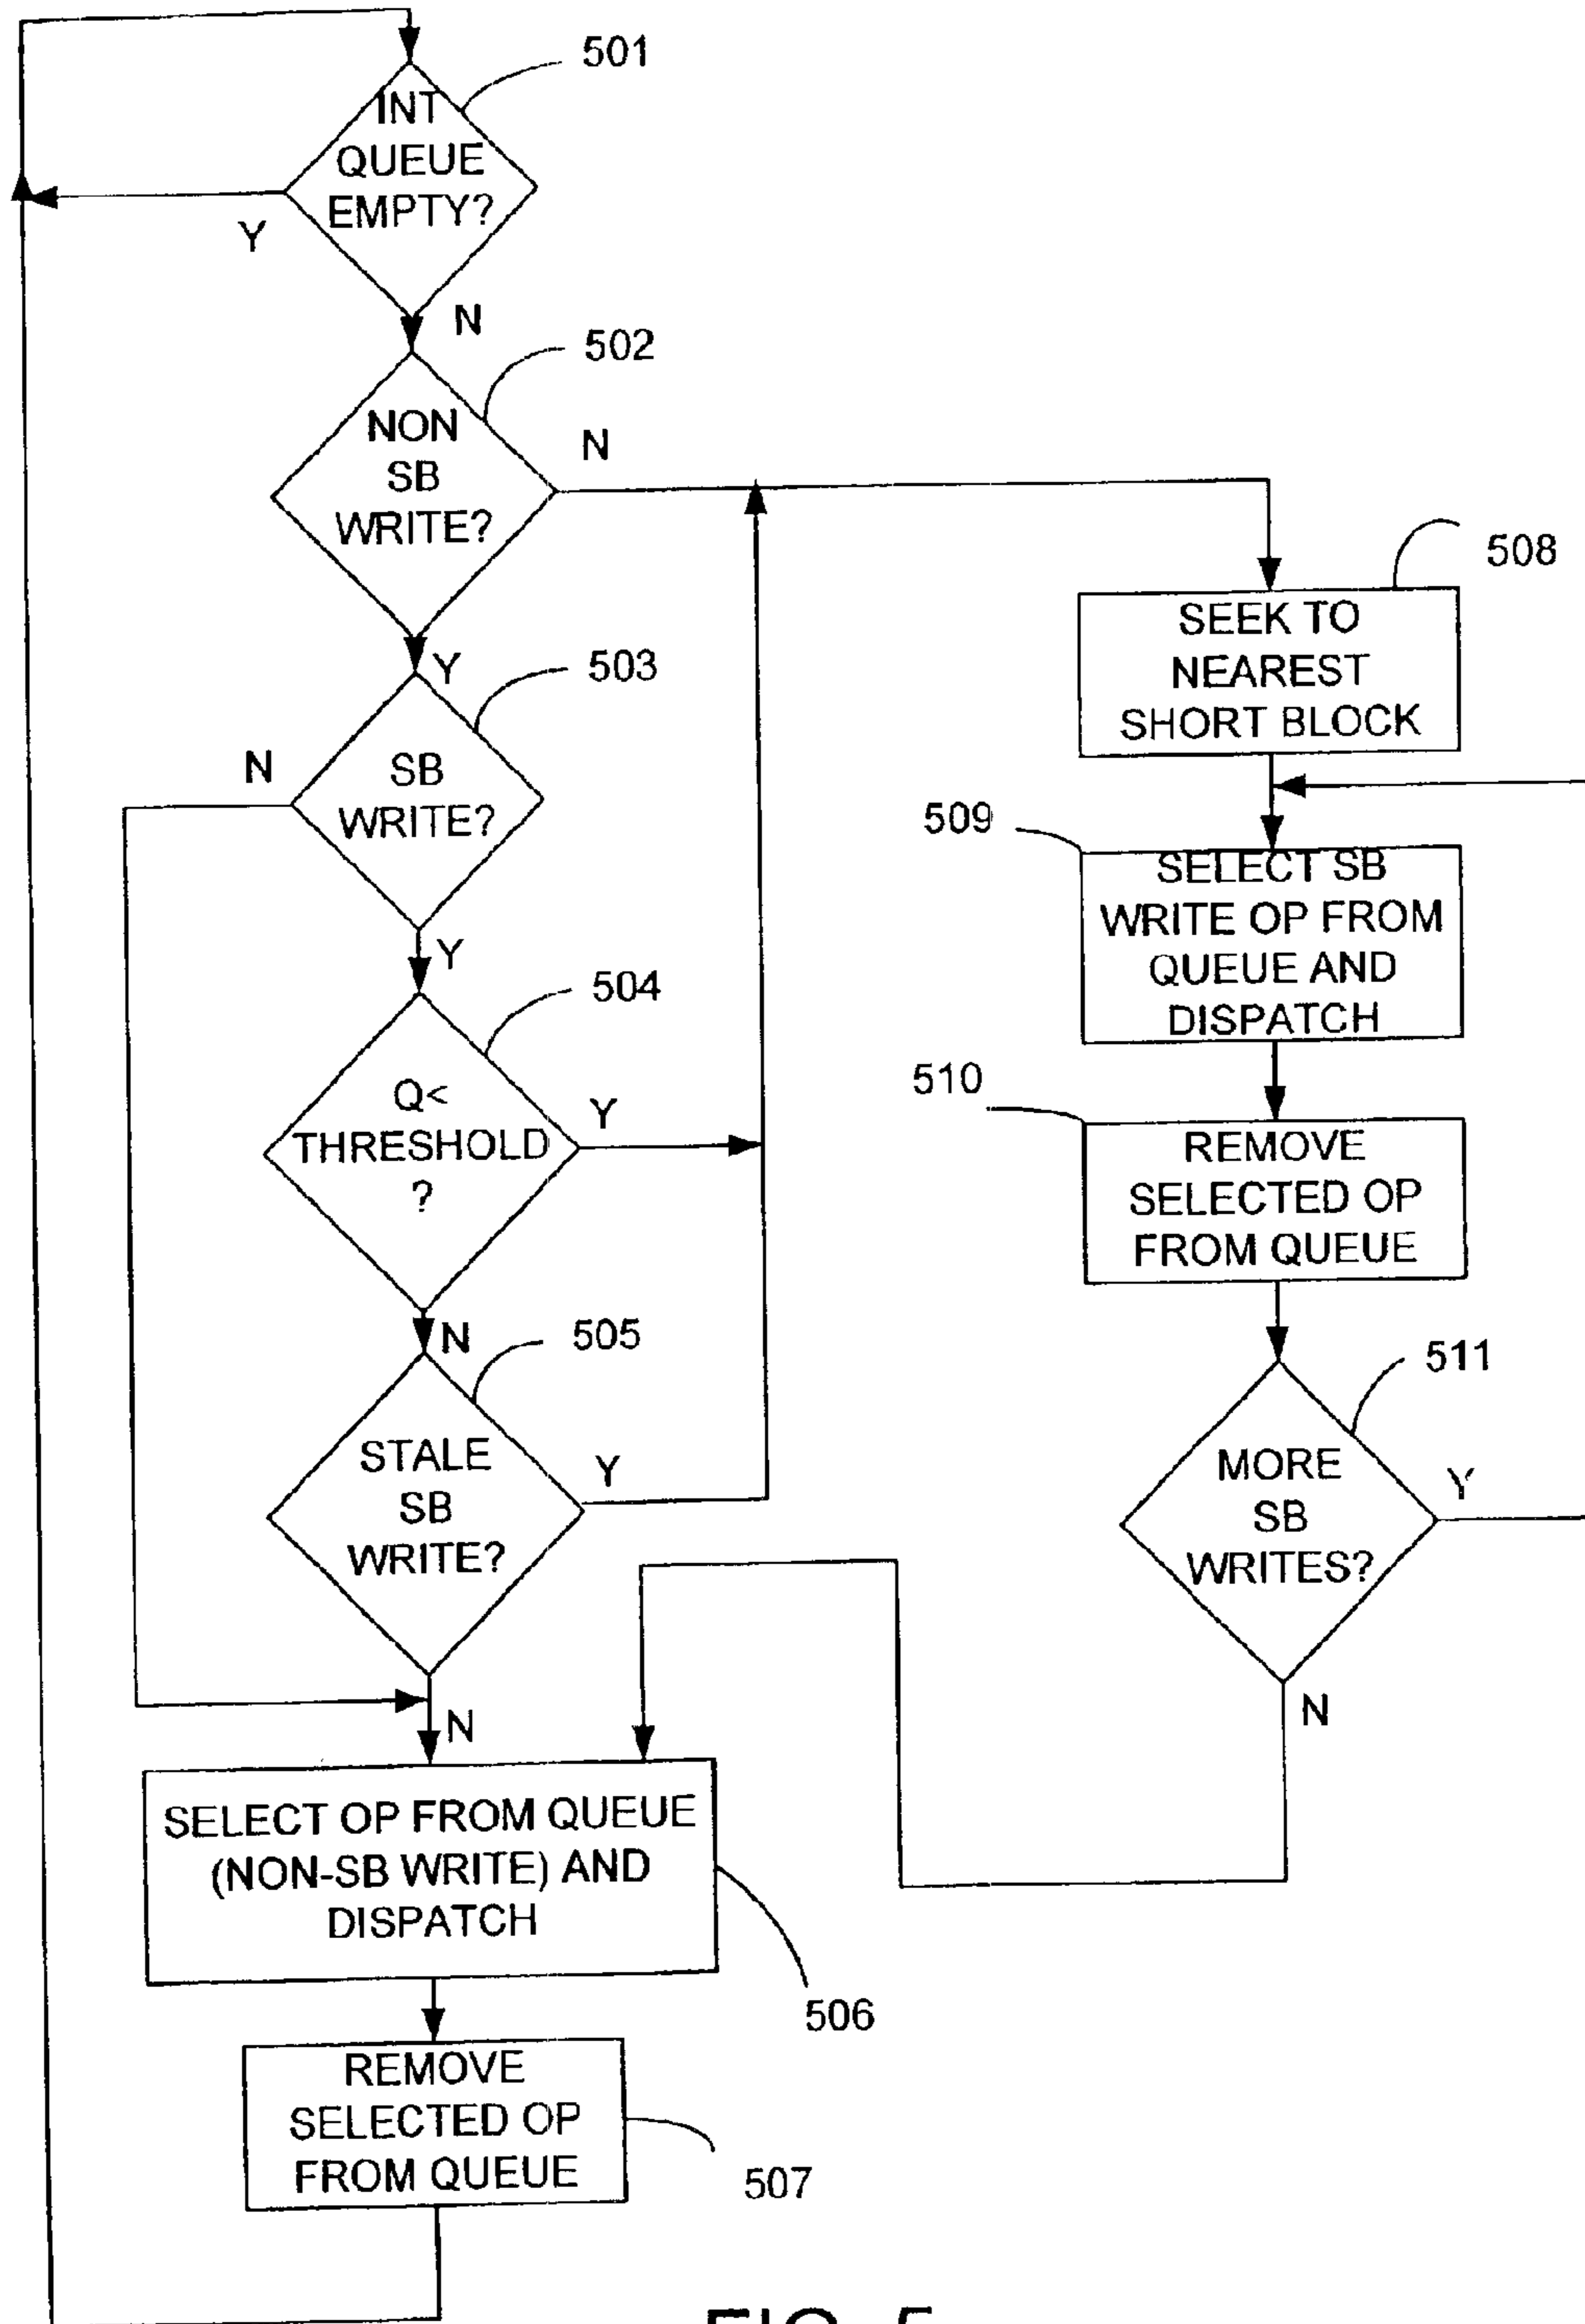 501
INT
QUEUE
EMPTY?
Y
N
502
NON
SB
WRITE?
N
Y
503
SB
WRITE?
N
Y
504
Q<
THRESHOLD
?
Y
N
505
STALE
SB
WRITE?
Y
N
SELECT OP FROM QUEUE
(NON-SB WRITE) AND
DISPATCH
506
REMOVE
SELECTED OP
FROM QUEUE
507
508
SEEK TO
NEAREST
SHORT BLOCK
509
SELECT SB
WRITE OP FROM
QUEUE AND
DISPATCH
510
REMOVE
SELECTED OP
FROM QUEUE
511
MORE
SB
WRITES?
Y
N
FIG. 5